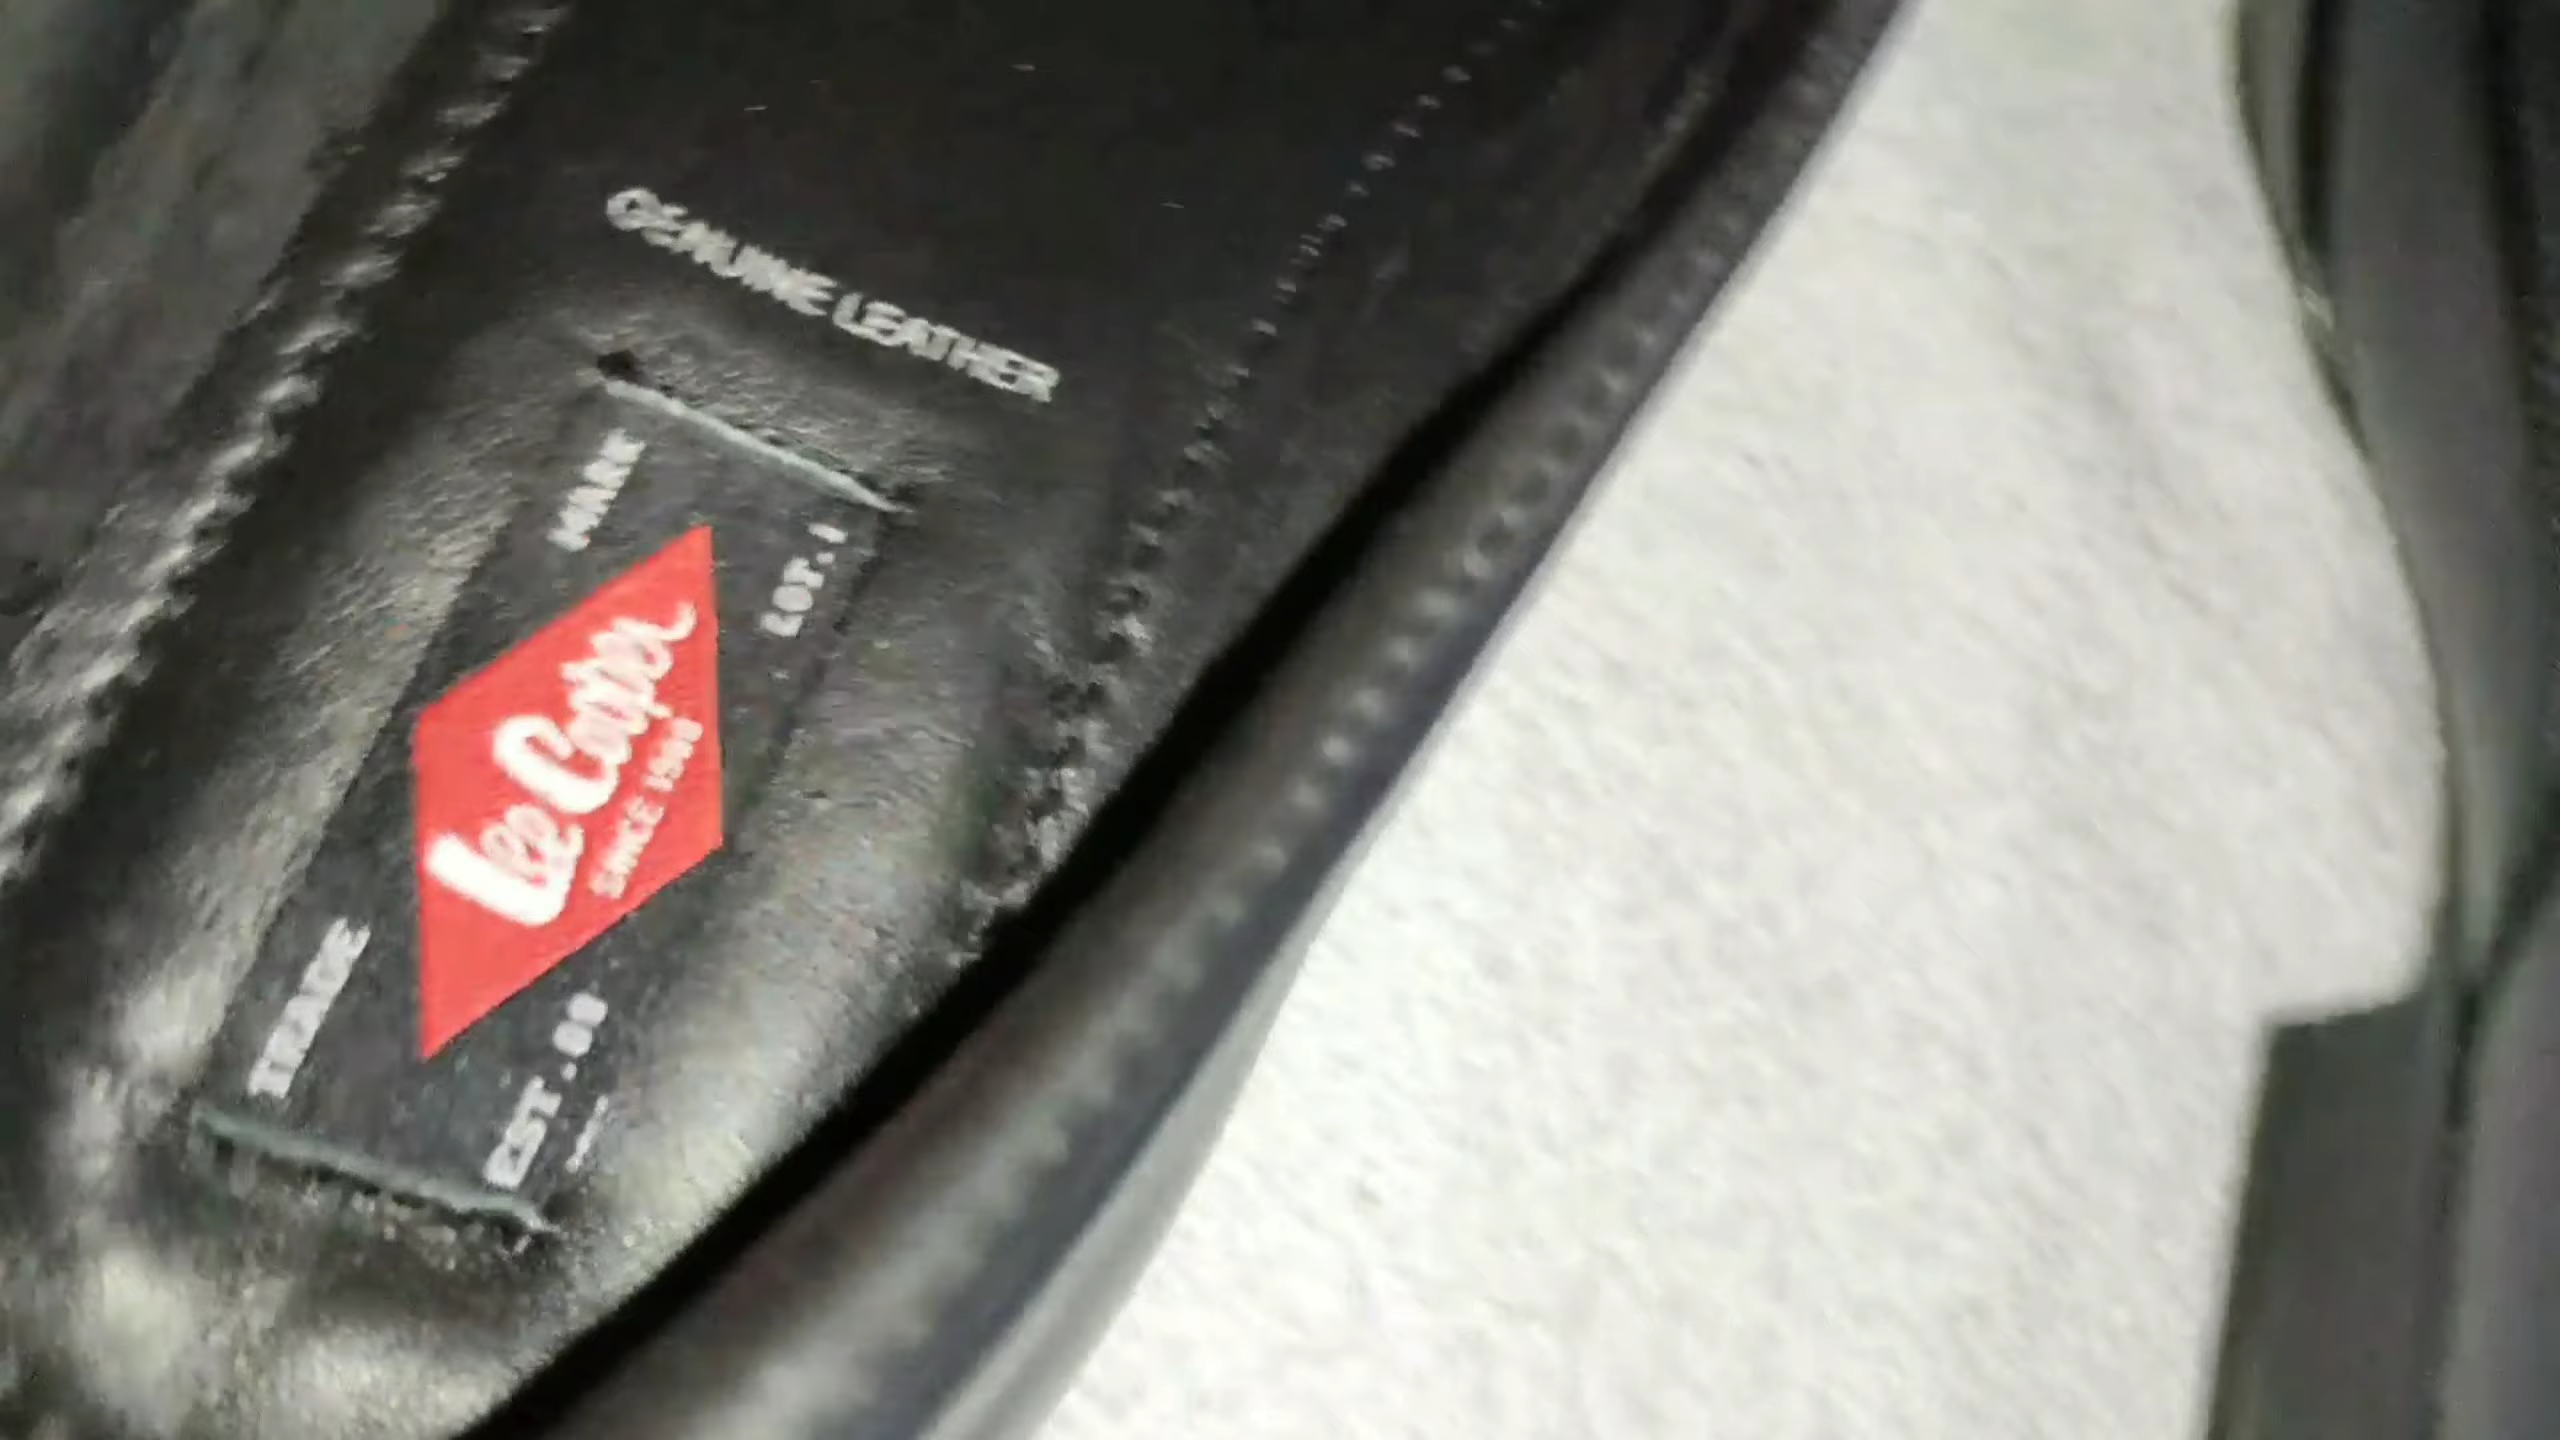 GENUINE LEATHER
TRADE MARK
Lee Cooper
SINCE 1908
EST.08 LOT.1